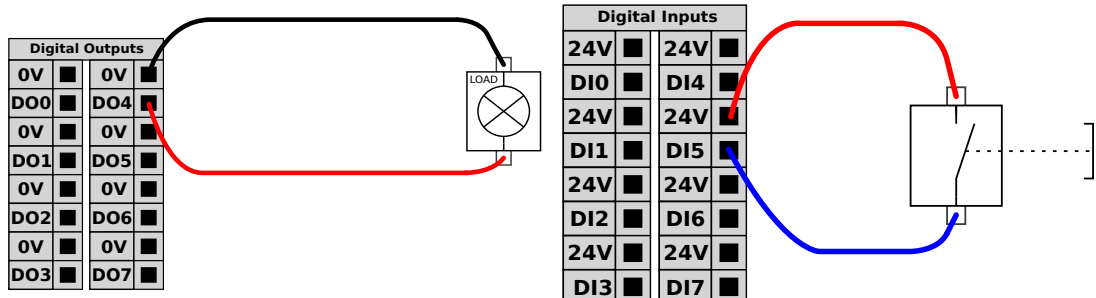 Digital Outputs
0V 0V
DO0 DO4
0V 0V
DO1 DO5
0V 0V
DO2 DO6
0V 0V
DO3 DO7
LOAD
Digital Inputs
24V 24V
DI0 DI4
24V 24V
DI1 DI5
24V 24V
DI2 DI6
24V 24V
DI3 DI7